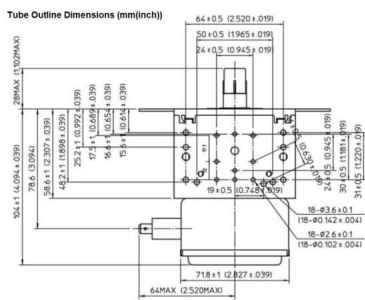 Tube Outline Dimensions (mm(inch))
64±0.5 (2.520±.019)
50±0.5 (1.965±.019)
24±0.5 (0.945±.019)
28MAX (1,102MAX)
104±1 (4.094±.039)
78.6 (3.094)
58.6±1 (2.307±.039)
48.2±1 (1.898±.039)
25.2±1 (0.992±.039)
17.5±1 (0.689±.039)
16.6±1 (0.654±.039)
15.6±1 (0.614±.039)
(0.630±.019)
24±0.5 (0.945±.019)
30±0.5 (1.181±.019)
31±0.5 (1.220±.019)
19±0.5 (0.748±.019)
18-Φ3.6±0.1
(18-Φ0.142±.004)
18-Φ2.6±0.1
(18-Φ0.102±.004)
71.8±1 (2.827±.039)
64MAX (2.520MAX)